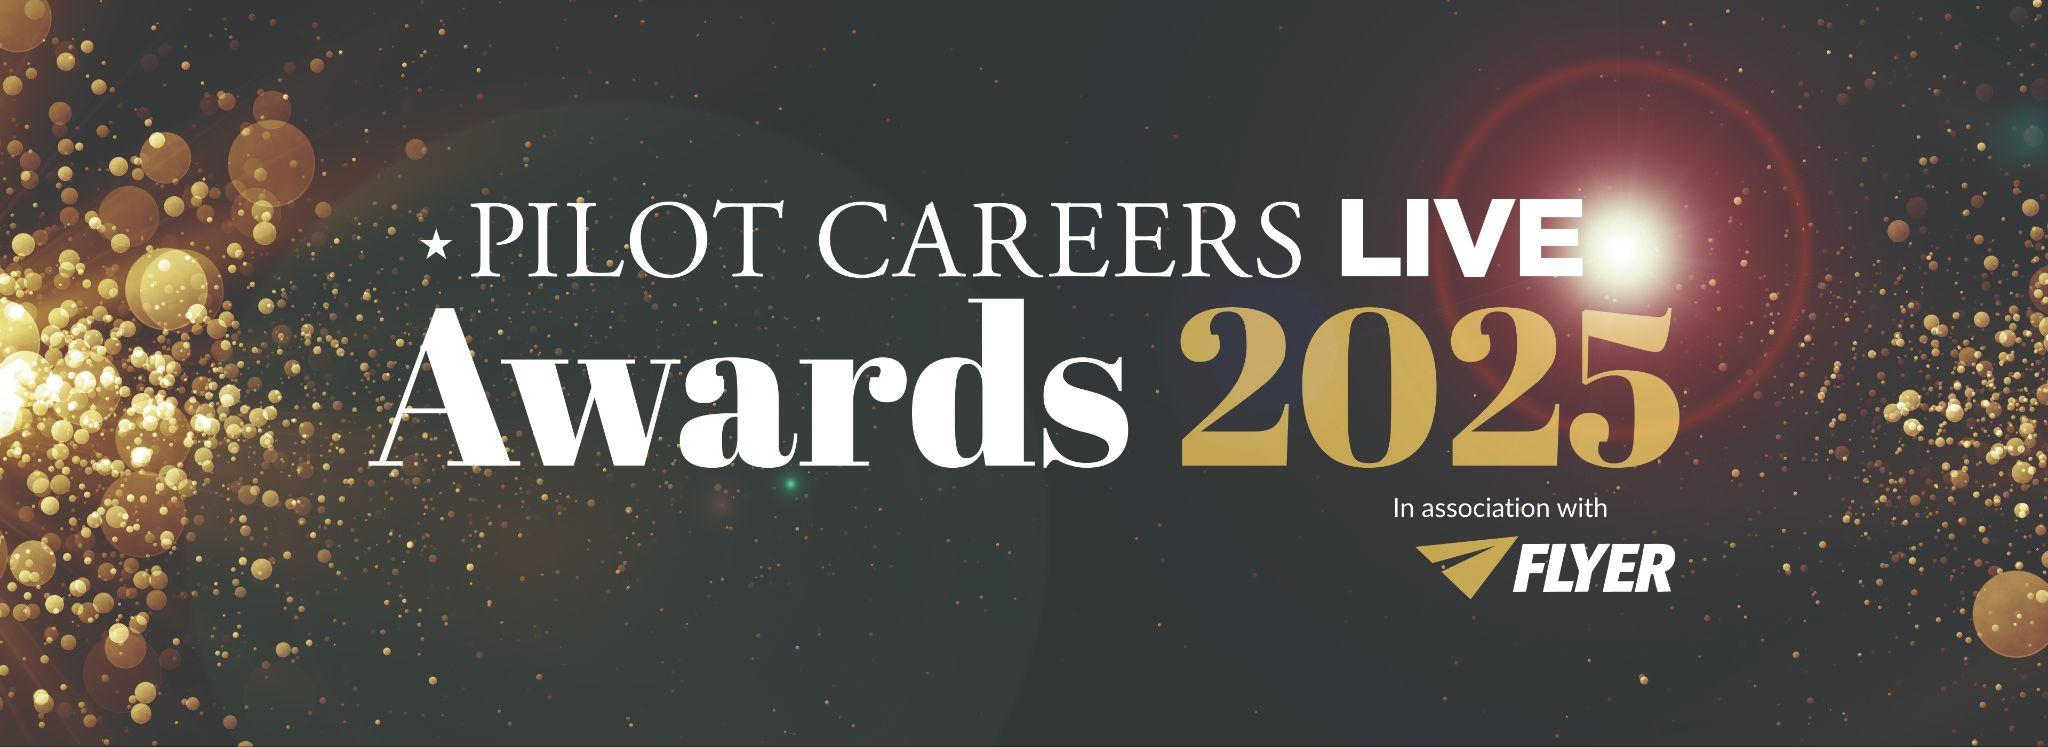 PILOT CAREERS LIVE
Awards 2025
In association with
FLYER